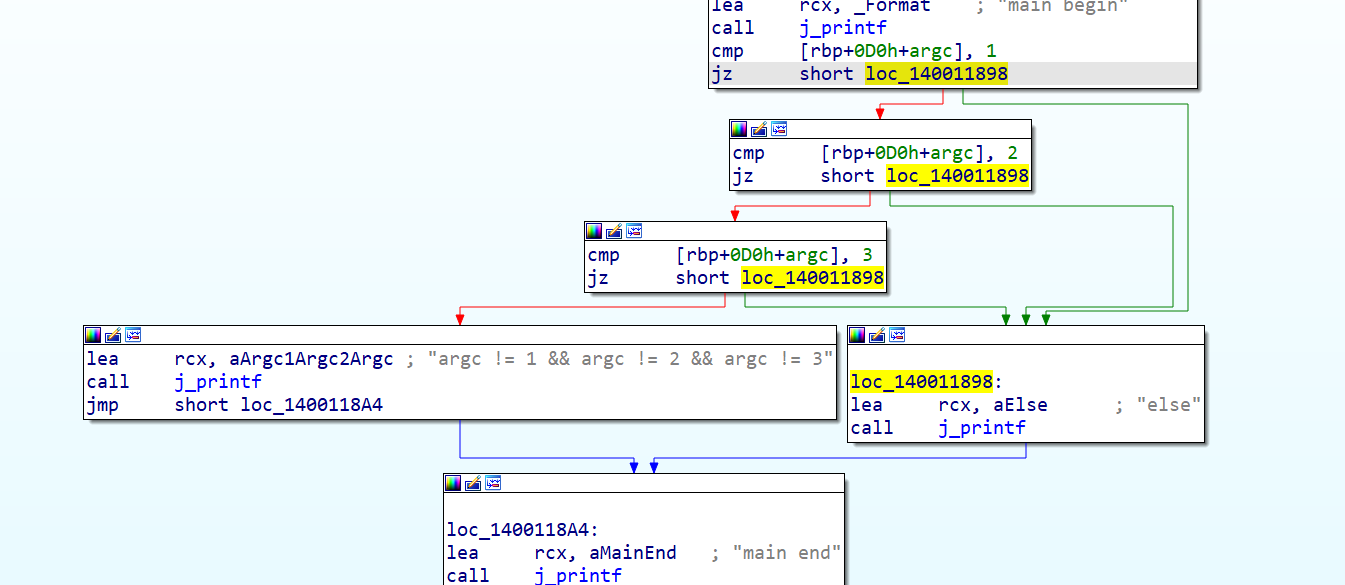 lea rcx, _Format ; "main begin"
call j_printf
cmp [rbp+0D0h+argc], 1
jz short loc_140011898
cmp [rbp+0D0h+argc], 2
jz short loc_140011898
cmp [rbp+0D0h+argc], 3
jz short loc_140011898
lea rcx, aArgc1Argc2Argc ; "argc != 1 && argc != 2 && argc != 3"
call j_printf
jmp short loc_1400118A4
loc_140011898:
lea rcx, aElse ; "else"
call j_printf
loc_1400118A4:
lea rcx, aMainEnd ; "main end"
call j_printf